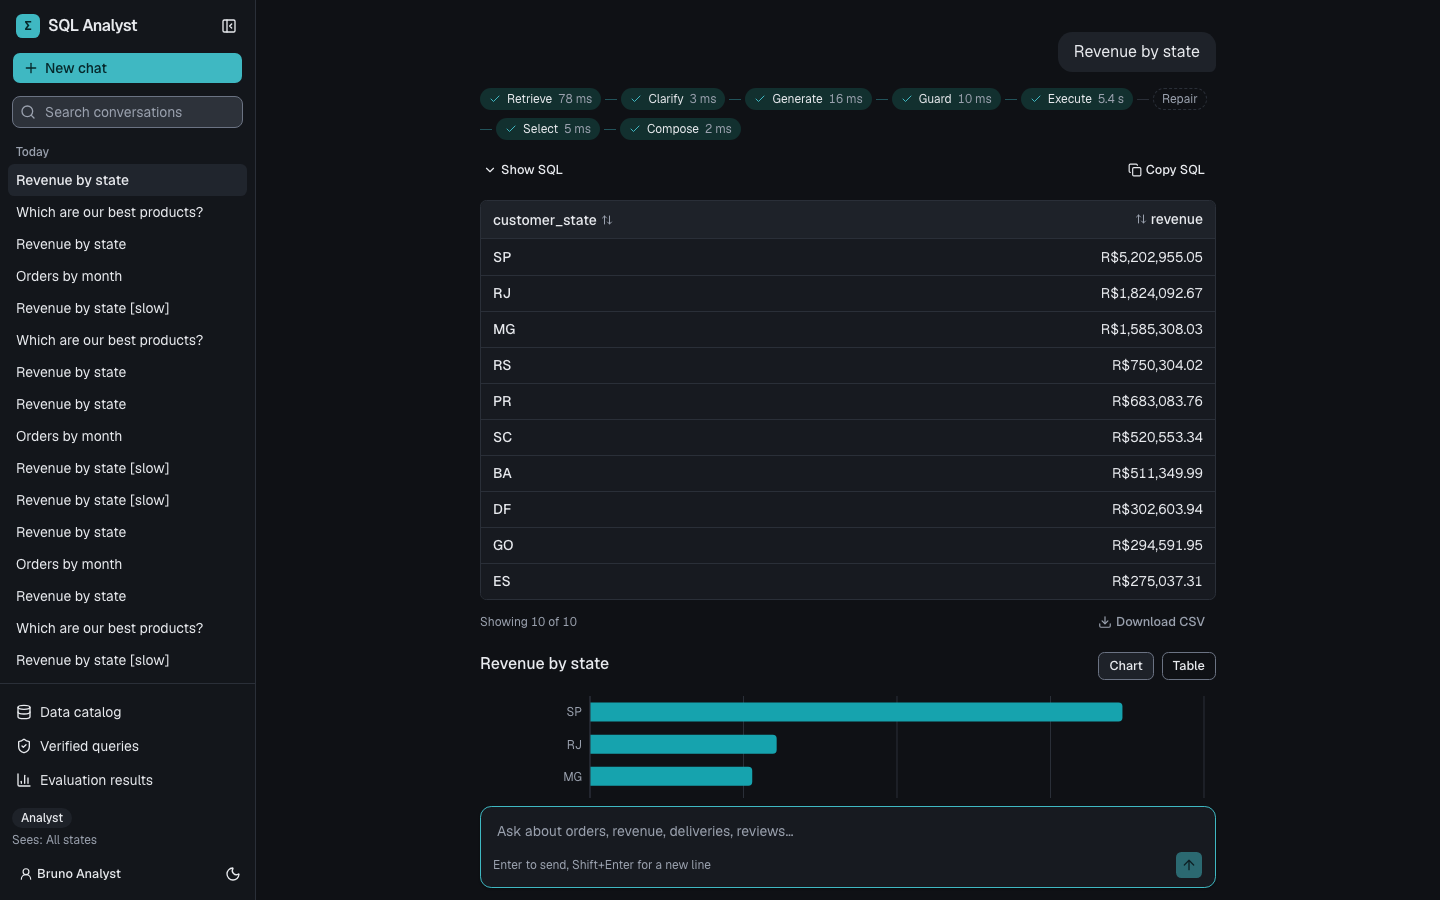 Σ SQL Analyst
New chat
Search conversations
Today
Revenue by state
Which are our best products?
Revenue by state
Orders by month
Revenue by state [slow]
Which are our best products?
Revenue by state
Revenue by state
Orders by month
Revenue by state [slow]
Revenue by state [slow]
Revenue by state
Orders by month
Revenue by state
Which are our best products?
Revenue by state [slow]
Data catalog
Verified queries
Evaluation results
Analyst
Sees: All states
Bruno Analyst
Revenue by state
Retrieve 78 ms Clarify 3 ms Generate 16 ms Guard 10 ms Execute 5.4 s Repair
Select 5 ms Compose 2 ms
Show SQL Copy SQL
customer_state revenue
SP R$5,202,955.05
RJ R$1,824,092.67
MG R$1,585,308.03
RS R$750,304.02
PR R$683,083.76
SC R$520,553.34
BA R$511,349.99
DF R$302,603.94
GO R$294,591.95
ES R$275,037.31
Showing 10 of 10 Download CSV
Revenue by state Chart Table
SP
RJ
MG
Ask about orders, revenue, deliveries, reviews…
Enter to send, Shift+Enter for a new line